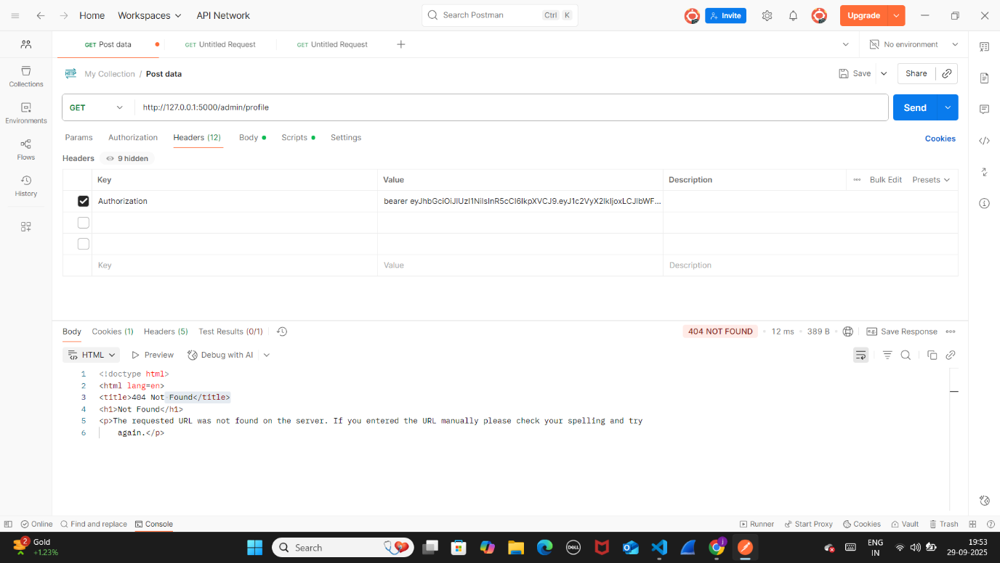 Home
Workspaces
API Network
Search Postman
Ctrl K
Invite
Upgrade
GET Post data
GET Untitled Request
GET Untitled Request
No environment
HTTP My Collection / Post data
Save
Share
GET
http://127.0.0.1:5000/admin/profile
Send
Params
Authorization
Headers (12)
Body
Scripts
Settings
Cookies
Headers
9 hidden
Key
Value
Description
Bulk Edit
Presets
Authorization
bearer eyJhbGciOiJIUzI1NiIsInR5cCI6IkpXVCJ9.eyJ1c2VyX2lkIjoxLCJlbWF...
Key
Value
Description
Collections
Environments
Flows
History
Body
Cookies (1)
Headers (5)
Test Results (0/1)
404 NOT FOUND
12 ms
389 B
e.g. Save Response
HTML
Preview
Debug with AI
1 <!doctype html>
2 <html lang=en>
3 <title>404 Not Found</title>
4 <h1>Not Found</h1>
5 <p>The requested URL was not found on the server. If you entered the URL manually please check your spelling and try
6 again.</p>
Online
Find and replace
Console
Runner
Start Proxy
Cookies
Vault
Trash
2
Gold
+1.23%
Search
DELL
j
ENG
IN
19:53
29-09-2025